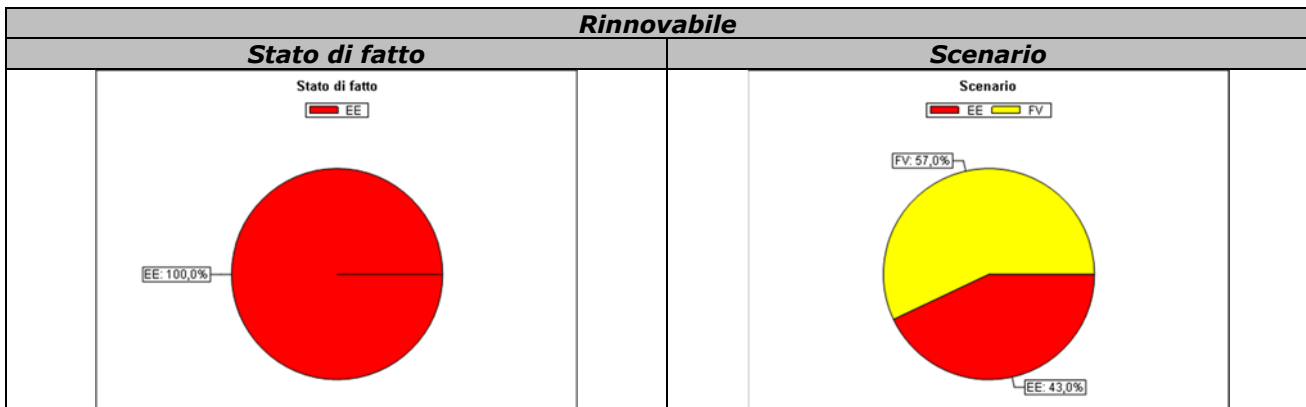 Rinnovabile
Stato di fatto
Scenario
Stato di fatto
EE
EE: 100,0%
Scenario
EE FV
FV: 57,0%
EE: 43,0%